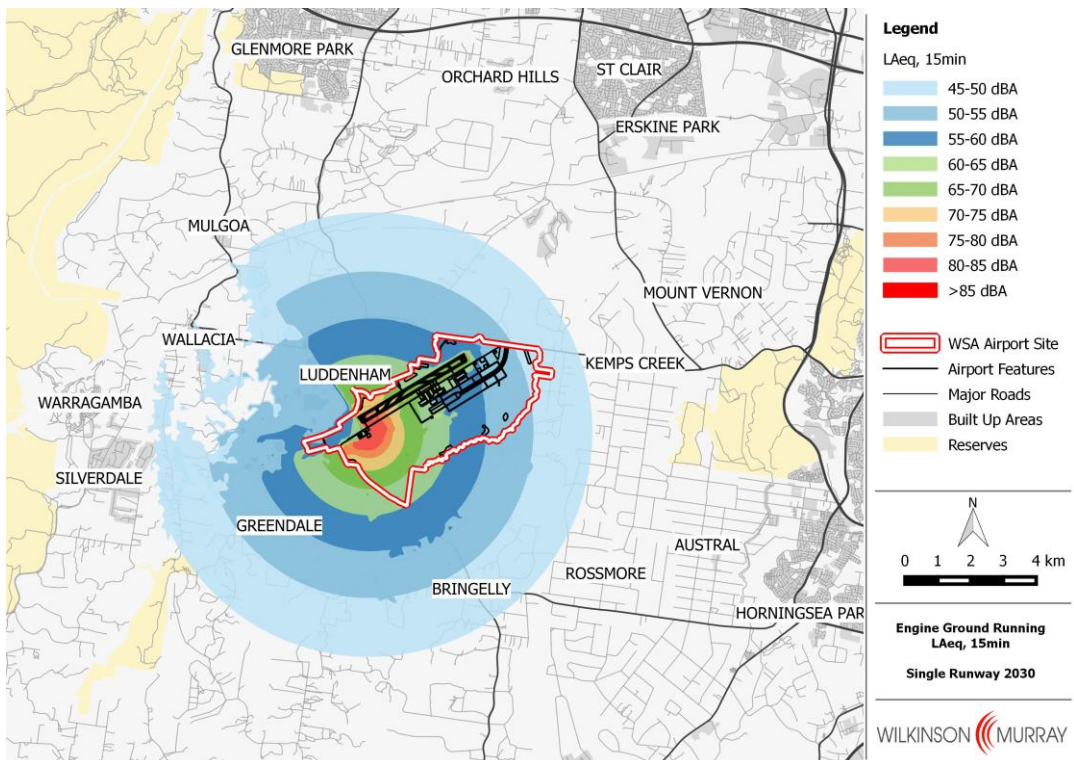 GLENMORE PARK
ORCHARD HILLS
ST CLAIR
ERSKINE PARK
MULGOA
MOUNT VERNON
WALLACIA
LUDDENHAM
KEMPS CREEK
WARRAGAMBA
SILVERDALE
GREENDALE
AUSTRAL
ROSSMORE
BRINGELLY
HORNINGSEA PAR
Legend
LAeq, 15min
45-50 dBA
50-55 dBA
55-60 dBA
60-65 dBA
65-70 dBA
70-75 dBA
75-80 dBA
80-85 dBA
>85 dBA
WSA Airport Site
Airport Features
Major Roads
Built Up Areas
Reserves
N
0 1 2 3 4 km
Engine Ground Running
LAeq, 15min
Single Runway 2030
WILKINSON MURRAY